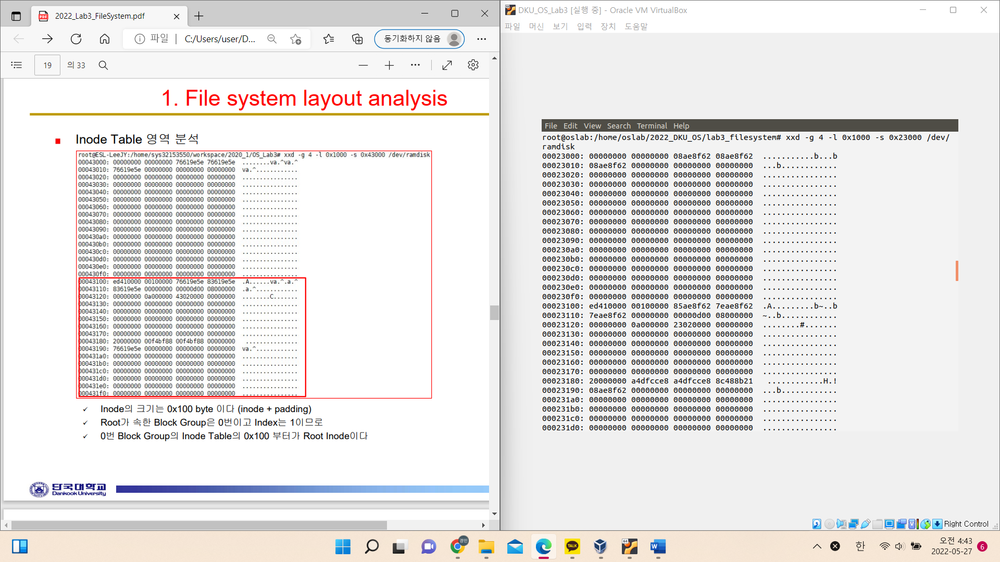 2022_Lab3_FileSystem.pdf
파일 | C:/Users/user/D...
동기화하지 않음
19 의 33
1. File system layout analysis
Inode Table 영역 분석
root@ESL-LeeJY:/home/sys32153550/workspace/2020_1/OS_Lab3# xxd -g 4 -l 0x1000 -s 0x43000 /dev/ramdisk
00043000: 00000000 00000000 76619e5e 76619e5e ........va.^va.^
00043010: 76619e5e 00000000 00000000 00000000 va.^............
00043020: 00000000 00000000 00000000 00000000 ................
00043030: 00000000 00000000 00000000 00000000 ................
00043040: 00000000 00000000 00000000 00000000 ................
00043050: 00000000 00000000 00000000 00000000 ................
00043060: 00000000 00000000 00000000 00000000 ................
00043070: 00000000 00000000 00000000 00000000 ................
00043080: 00000000 00000000 00000000 00000000 ................
00043090: 00000000 00000000 00000000 00000000 ................
000430a0: 00000000 00000000 00000000 00000000 ................
000430b0: 00000000 00000000 00000000 00000000 ................
000430c0: 00000000 00000000 00000000 00000000 ................
000430d0: 00000000 00000000 00000000 00000000 ................
000430e0: 00000000 00000000 00000000 00000000 ................
000430f0: 00000000 00000000 00000000 00000000 ................
00043100: ed410000 00100000 76619e5e 83619e5e .A......va.^.a.^
00043110: 83619e5e 00000000 00000d00 08000000 .a.^............
00043120: 00000000 0a000000 43020000 00000000 ........C.......
00043130: 00000000 00000000 00000000 00000000 ................
00043140: 00000000 00000000 00000000 00000000 ................
00043150: 00000000 00000000 00000000 00000000 ................
00043160: 00000000 00000000 00000000 00000000 ................
00043170: 00000000 00000000 00000000 00000000 ................
00043180: 20000000 00f4bf88 00f4bf88 00000000  ...............
00043190: 76619e5e 00000000 00000000 00000000 va.^............
000431a0: 00000000 00000000 00000000 00000000 ................
000431b0: 00000000 00000000 00000000 00000000 ................
000431c0: 00000000 00000000 00000000 00000000 ................
000431d0: 00000000 00000000 00000000 00000000 ................
000431e0: 00000000 00000000 00000000 00000000 ................
000431f0: 00000000 00000000 00000000 00000000 ................
Inode의 크기는 0x100 byte 이다 (inode + padding)
Root가 속한 Block Group은 0번이고 Index는 1이므로
0번 Block Group의 Inode Table의 0x100 부터가 Root Inode이다
단국대학교
Dankook University
DKU_OS_Lab3 [실행 중] - Oracle VM VirtualBox
파일 머신 보기 입력 장치 도움말
File Edit View Search Terminal Help
root@oslab:/home/oslab/2022_DKU_OS/lab3_filesystem# xxd -g 4 -l 0x1000 -s 0x23000 /dev/
ramdisk
00023000: 00000000 00000000 08ae8f62 08ae8f62 ...........b...b
00023010: 08ae8f62 00000000 00000000 00000000 ...b............
00023020: 00000000 00000000 00000000 00000000 ................
00023030: 00000000 00000000 00000000 00000000 ................
00023040: 00000000 00000000 00000000 00000000 ................
00023050: 00000000 00000000 00000000 00000000 ................
00023060: 00000000 00000000 00000000 00000000 ................
00023070: 00000000 00000000 00000000 00000000 ................
00023080: 00000000 00000000 00000000 00000000 ................
00023090: 00000000 00000000 00000000 00000000 ................
000230a0: 00000000 00000000 00000000 00000000 ................
000230b0: 00000000 00000000 00000000 00000000 ................
000230c0: 00000000 00000000 00000000 00000000 ................
000230d0: 00000000 00000000 00000000 00000000 ................
000230e0: 00000000 00000000 00000000 00000000 ................
000230f0: 00000000 00000000 00000000 00000000 ................
00023100: ed410000 00100000 85ae8f62 7eae8f62 .A.........b~..b
00023110: 7eae8f62 00000000 00000d00 08000000 ~..b............
00023120: 00000000 0a000000 23020000 00000000 ........#.......
00023130: 00000000 00000000 00000000 00000000 ................
00023140: 00000000 00000000 00000000 00000000 ................
00023150: 00000000 00000000 00000000 00000000 ................
00023160: 00000000 00000000 00000000 00000000 ................
00023170: 00000000 00000000 00000000 00000000 ................
00023180: 20000000 a4dfcce8 a4dfcce8 8c488b21  ............H.!
00023190: 08ae8f62 00000000 00000000 00000000 ...b............
000231a0: 00000000 00000000 00000000 00000000 ................
000231b0: 00000000 00000000 00000000 00000000 ................
000231c0: 00000000 00000000 00000000 00000000 ................
000231d0: 00000000 00000000 00000000 00000000 ................
Right Control
한
오전 4:43
2022-05-27
6